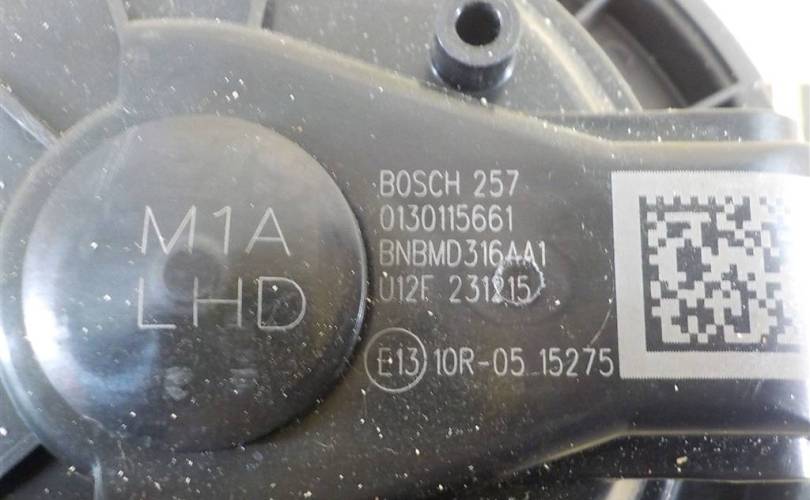 M1A
LHD
BOSCH 257
0130115661
BNBMD316AA1
U12F 231215
E13 10R-05 15275